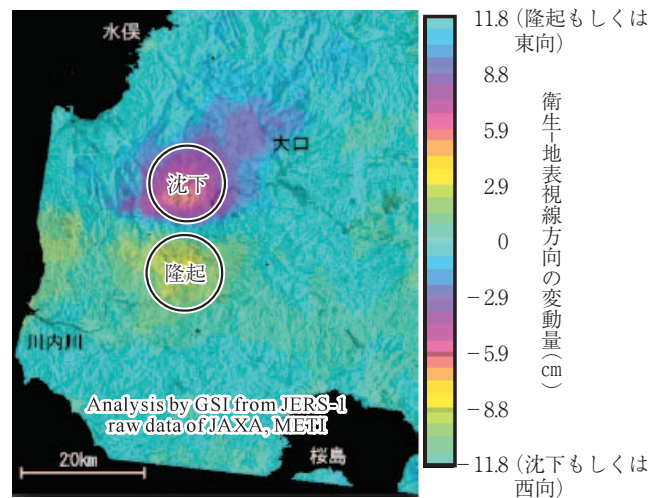 水俣
大口
沈下
隆起
川内川
Analysis by GSI from JERS-1
raw data of JAXA, METI
20km
桜島
11.8(隆起もしくは
東向)
8.8
5.9
2.9
0
−2.9
−5.9
−8.8
−11.8(沈下もしくは
西向)
衛生−地表視線方向の変動量(cm)